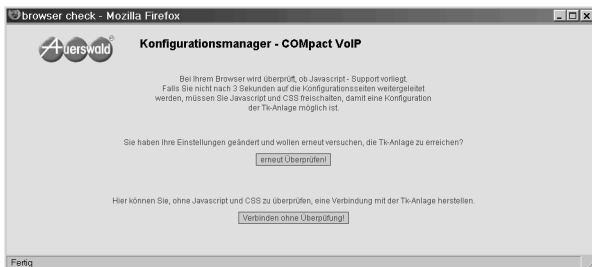 browser check - Mozilla Firefox
Auerswald
Konfigurationsmanager - COMpact VoIP
Bei Ihrem Browser wird überprüft, ob Javascript - Support vorliegt.
Falls Sie nicht nach 3 Sekunden auf die Konfigurationsseiten weitergeleitet
werden, müssen Sie Javascript und CSS freischalten, damit eine Konfiguration
der Tk-Anlage möglich ist.
Sie haben Ihre Einstellungen geändert und wollen erneut versuchen, die Tk-Anlage zu erreichen?
erneut Überprüfen!
Hier können Sie, ohne Javascript und CSS zu überprüfen, eine Verbindung mit der Tk-Anlage herstellen.
Verbinden ohne Überpüfung!
Fertig